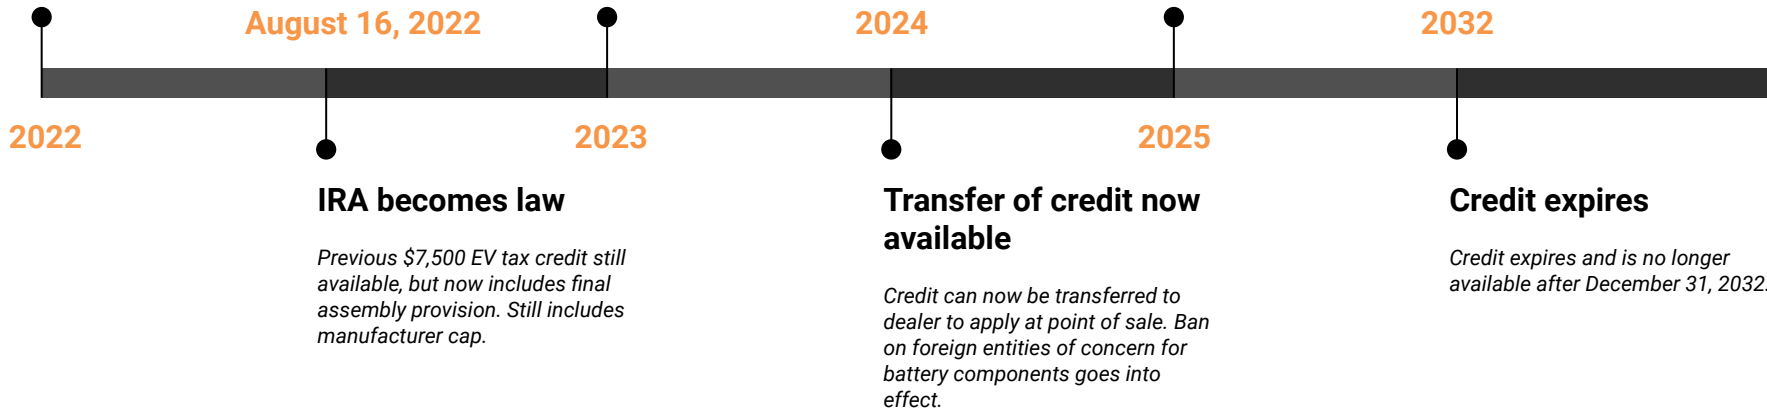 August 16, 2022
2024
2032
2022
2023
2025
IRA becomes law
Previous $7,500 EV tax credit still
available, but now includes final
assembly provision. Still includes
manufacturer cap.
Transfer of credit now
available
Credit can now be transferred to
dealer to apply at point of sale. Ban
on foreign entities of concern for
battery components goes into
effect.
Credit expires
Credit expires and is no longer
available after December 31, 2032.